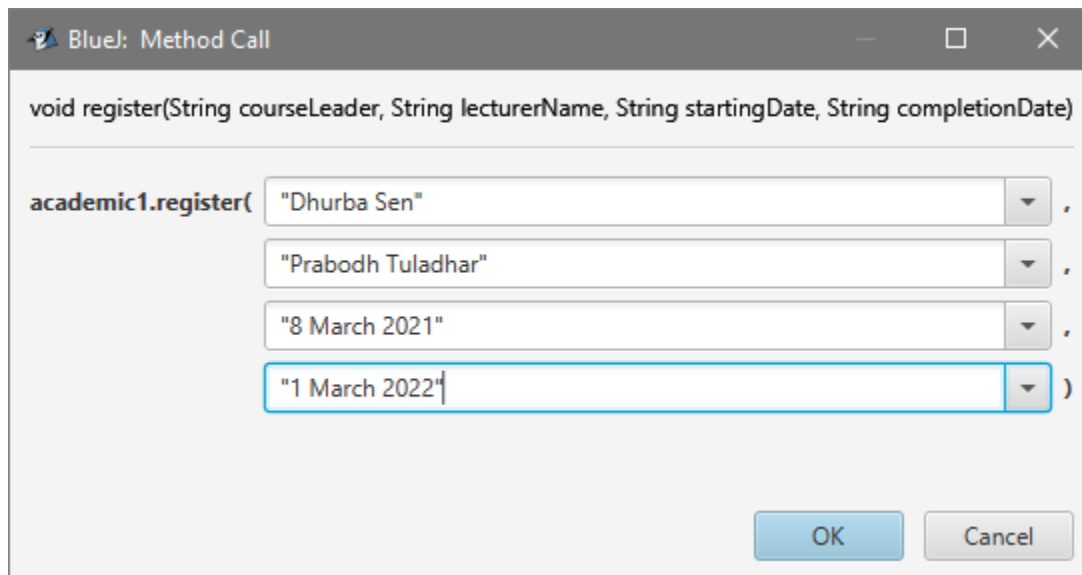 BlueJ: Method Call
void register(String courseLeader, String lecturerName, String startingDate, String completionDate)
academic1.register( "Dhurba Sen" ,
"Prabodh Tuladhar" ,
"8 March 2021" ,
"1 March 2022" )
OK Cancel